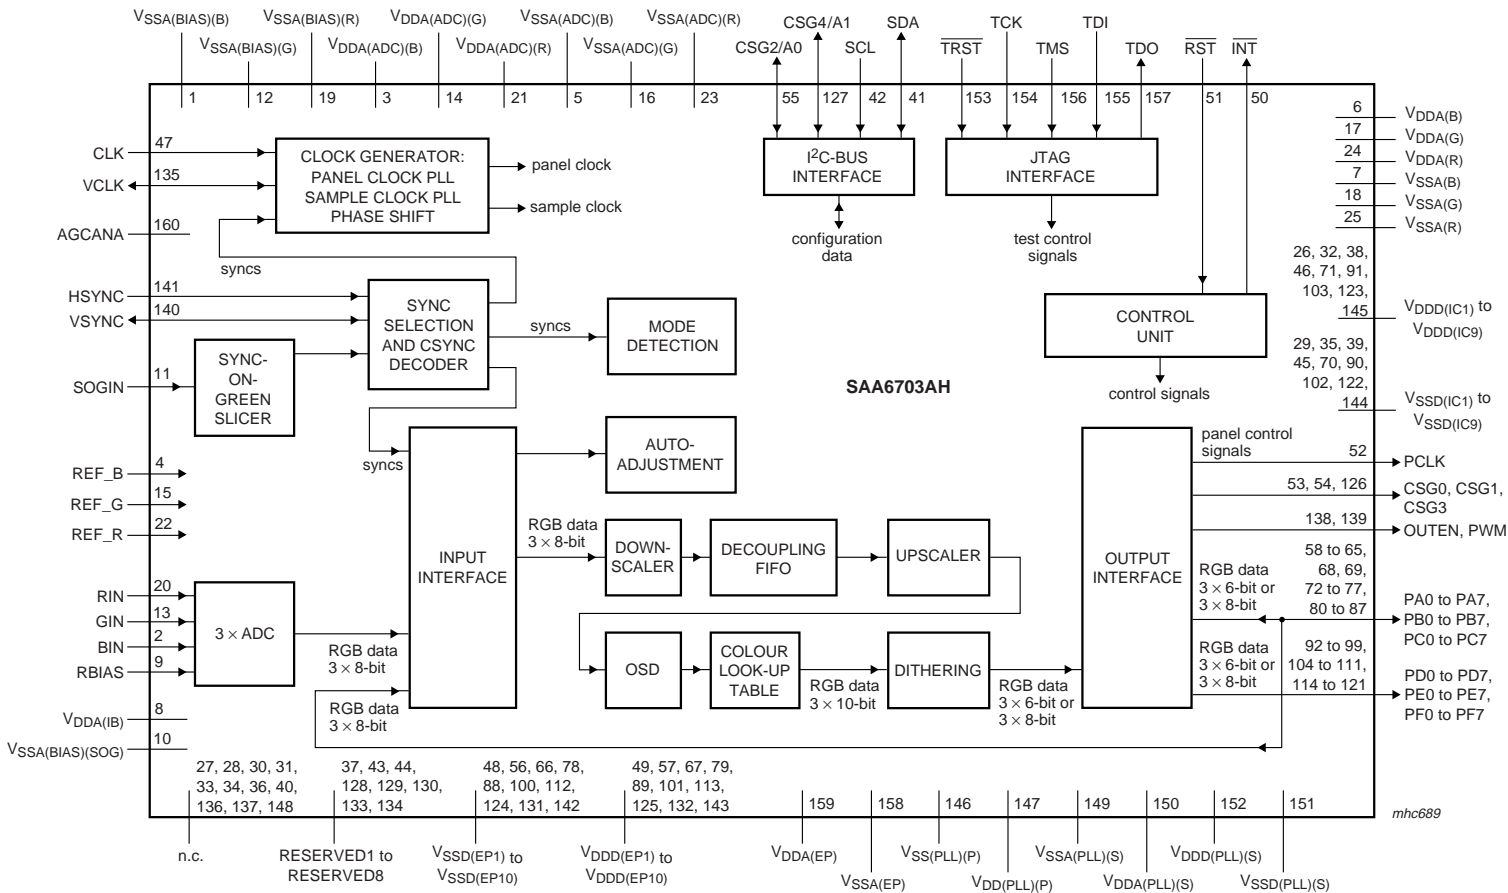 VSSA(BIAS)(B)
VSSA(BIAS)(R)
VDDA(ADC)(G)
VSSA(ADC)(B)
VSSA(ADC)(R)
VSSA(BIAS)(G)
VDDA(ADC)(B)
VDDA(ADC)(R)
VSSA(ADC)(G)
CSG4/A1
SDA
TCK
TDI
CSG2/A0
SCL
TRST
TMS
TDO
RST
INT
1
12
19
3
14
21
5
16
23
55
127
42
41
153
154
156
155
157
51
50
CLK
47
VCLK
135
AGCANA
160
CLOCK GENERATOR:
PANEL CLOCK PLL
SAMPLE CLOCK PLL
PHASE SHIFT
panel clock
sample clock
syncs
I2C-BUS
INTERFACE
configuration
data
JTAG
INTERFACE
test control
signals
6
VDDA(B)
17
VDDA(G)
24
VDDA(R)
7
VSSA(B)
18
VSSA(G)
25
VSSA(R)
HSYNC
141
VSYNC
140
SOGIN
11
SYNC-
ON-
GREEN
SLICER
SYNC
SELECTION
AND CSYNC
DECODER
syncs
MODE
DETECTION
SAA6703AH
CONTROL
UNIT
control signals
26, 32, 38,
46, 71, 91,
103, 123,
145
VDDD(IC1) to
VDDD(IC9)
29, 35, 39,
45, 70, 90,
102, 122,
144
VSSD(IC1) to
VSSD(IC9)
REF_B
4
REF_G
15
REF_R
22
syncs
INPUT
INTERFACE
AUTO-
ADJUSTMENT
RGB data
3 × 8-bit
DOWN-
SCALER
DECOUPLING
FIFO
UPSCALER
OUTPUT
INTERFACE
panel control
signals
52
PCLK
53, 54, 126
CSG0, CSG1,
CSG3
138, 139
OUTEN, PWM
RIN
20
GIN
13
BIN
2
RBIAS
9
3 × ADC
RGB data
3 × 8-bit
RGB data
3 × 8-bit
OSD
COLOUR
LOOK-UP
TABLE
RGB data
3 × 10-bit
DITHERING
RGB data
3 × 6-bit or
3 × 8-bit
RGB data
3 × 6-bit or
3 × 8-bit
58 to 65,
68, 69,
72 to 77,
80 to 87
PA0 to PA7,
PB0 to PB7,
PC0 to PC7
RGB data
3 × 6-bit or
3 × 8-bit
92 to 99,
104 to 111,
114 to 121
PD0 to PD7,
PE0 to PE7,
PF0 to PF7
VDDA(IB)
8
VSSA(BIAS)(SOG)
10
27, 28, 30, 31,
33, 34, 36, 40,
136, 137, 148
37, 43, 44,
128, 129, 130,
133, 134
48, 56, 66, 78,
88, 100, 112,
124, 131, 142
49, 57, 67, 79,
89, 101, 113,
125, 132, 143
159
158
146
147
149
150
152
151
mhc689
n.c.
RESERVED1 to
RESERVED8
VSSD(EP1) to
VSSD(EP10)
VDDD(EP1) to
VDDD(EP10)
VDDA(EP)
VSS(PLL)(P)
VSSA(PLL)(S)
VDDD(PLL)(S)
VSSA(EP)
VDD(PLL)(P)
VDDA(PLL)(S)
VSSD(PLL)(S)